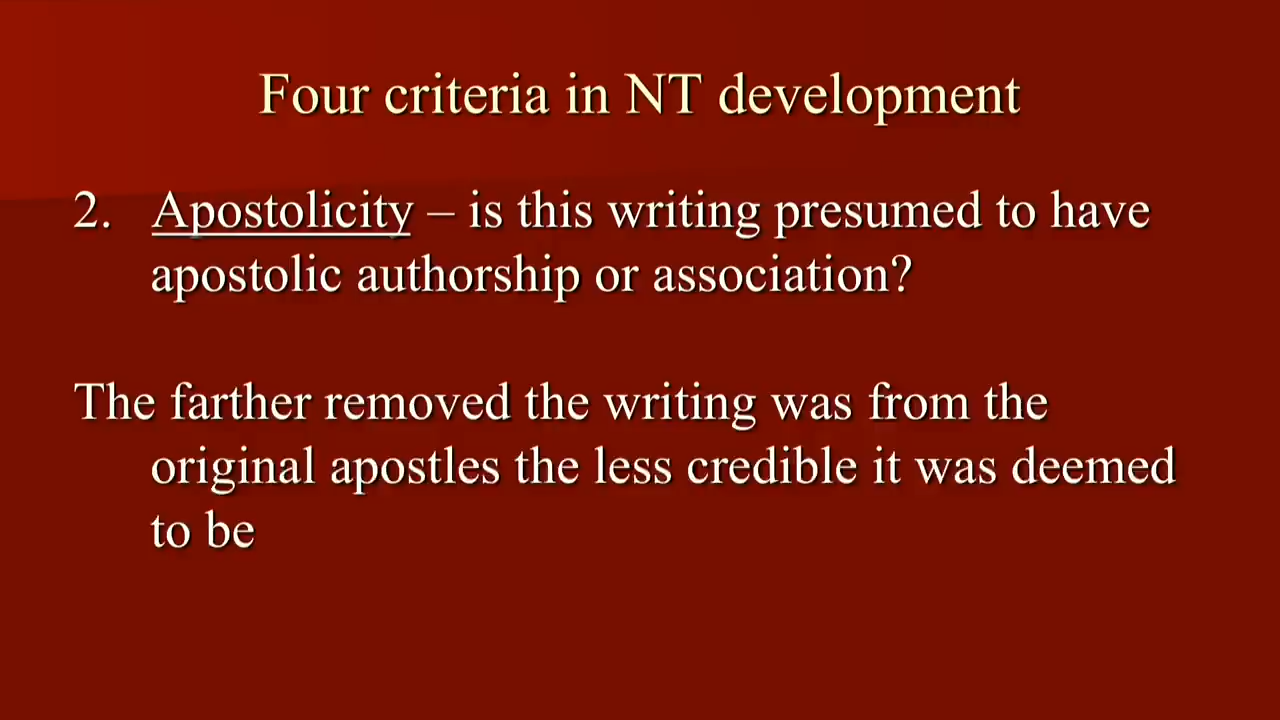 Four criteria in NT development
2. Apostolicity – is this writing presumed to have
apostolic authorship or association?
The farther removed the writing was from the
original apostles the less credible it was deemed
to be